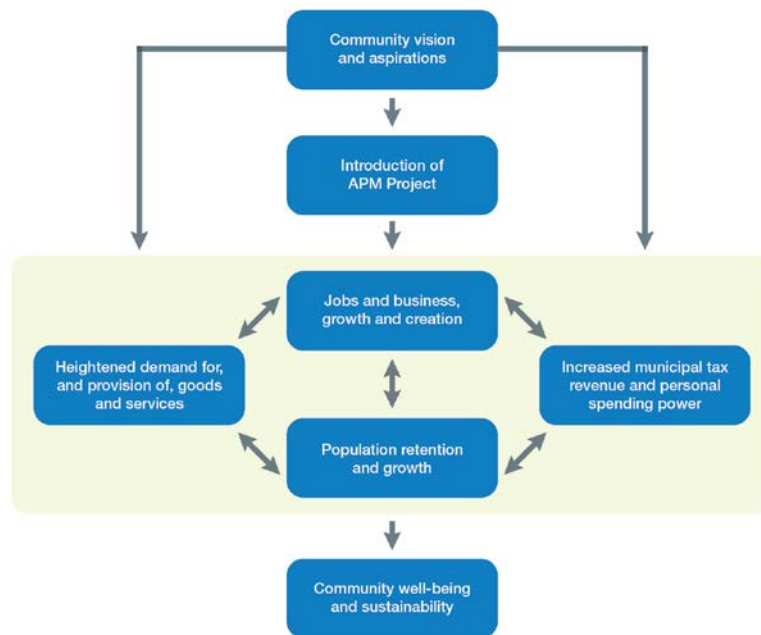 Community vision
and aspirations
Introduction of
APM Project
Jobs and business,
growth and creation
Heightened demand for,
and provision of, goods
and services
Increased municipal tax
revenue and personal
spending power
Population retention
and growth
Community well-being
and sustainability